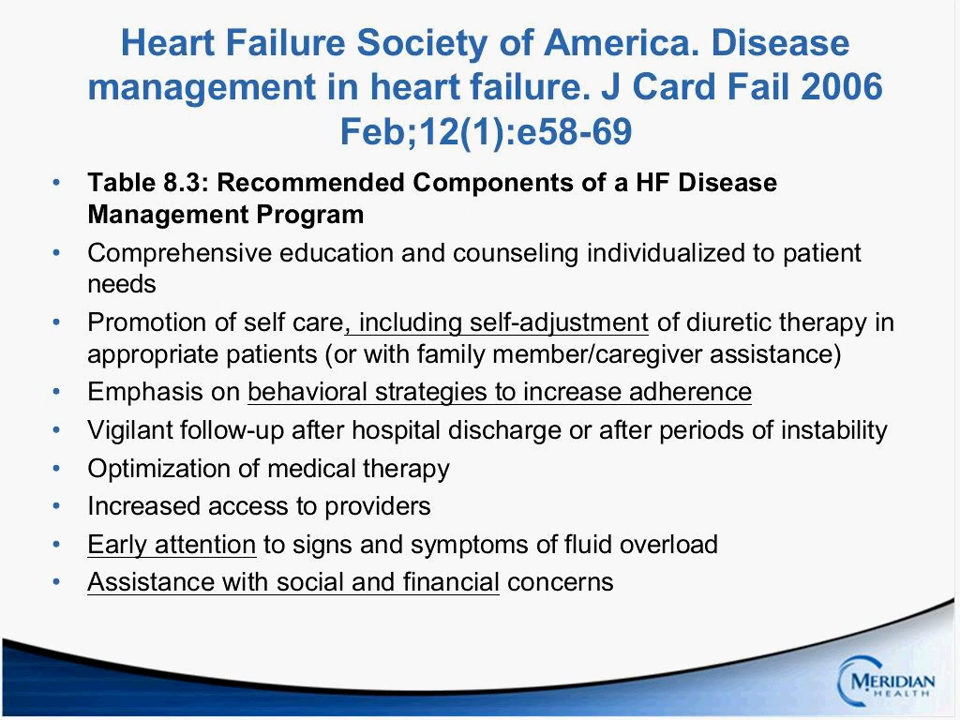 Heart Failure Society of America. Disease
management in heart failure. J Card Fail 2006
Feb;12(1):e58-69
• Table 8.3: Recommended Components of a HF Disease
Management Program
• Comprehensive education and counseling individualized to patient
needs
• Promotion of self care, including self-adjustment of diuretic therapy in
appropriate patients (or with family member/caregiver assistance)
• Emphasis on behavioral strategies to increase adherence
• Vigilant follow-up after hospital discharge or after periods of instability
• Optimization of medical therapy
• Increased access to providers
• Early attention to signs and symptoms of fluid overload
• Assistance with social and financial concerns
MERIDIAN
HEALTH